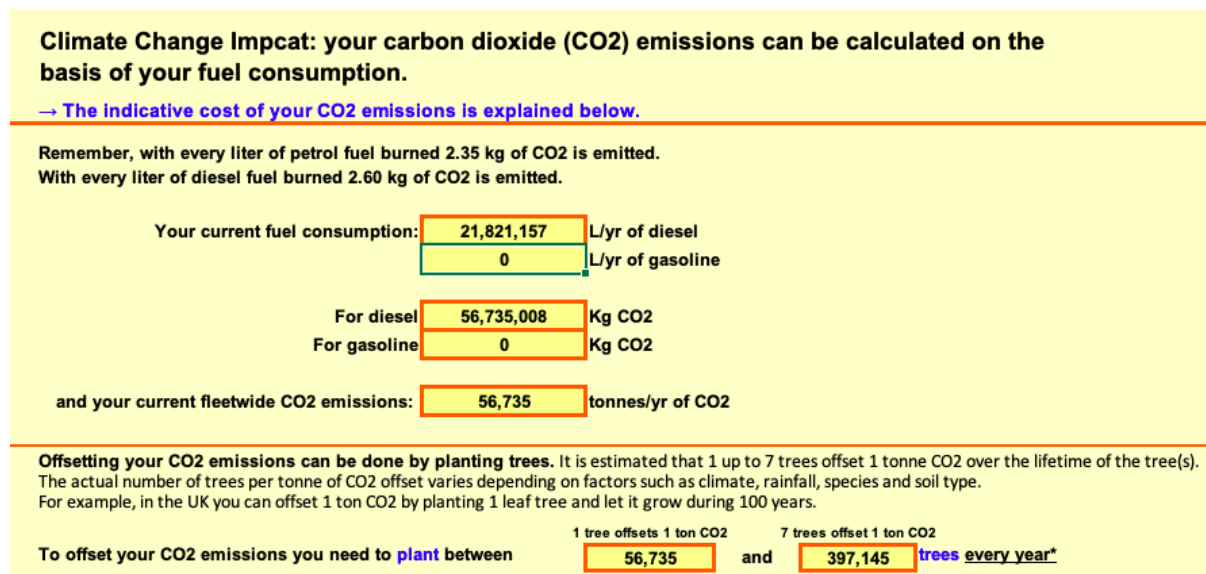 Climate Change Impcat: your carbon dioxide (CO2) emissions can be calculated on the
basis of your fuel consumption.
→ The indicative cost of your CO2 emissions is explained below.
Remember, with every liter of petrol fuel burned 2.35 kg of CO2 is emitted.
With every liter of diesel fuel burned 2.60 kg of CO2 is emitted.
Your current fuel consumption: 21,821,157 L/yr of diesel
0 L/yr of gasoline
For diesel 56,735,008 Kg CO2
For gasoline 0 Kg CO2
and your current fleetwide CO2 emissions: 56,735 tonnes/yr of CO2
Offsetting your CO2 emissions can be done by planting trees. It is estimated that 1 up to 7 trees offset 1 tonne CO2 over the lifetime of the tree(s).
The actual number of trees per tonne of CO2 offset varies depending on factors such as climate, rainfall, species and soil type.
For example, in the UK you can offset 1 ton CO2 by planting 1 leaf tree and let it grow during 100 years.
1 tree offsets 1 ton CO2 7 trees offset 1 ton CO2
To offset your CO2 emissions you need to plant between 56,735 and 397,145 trees every year*